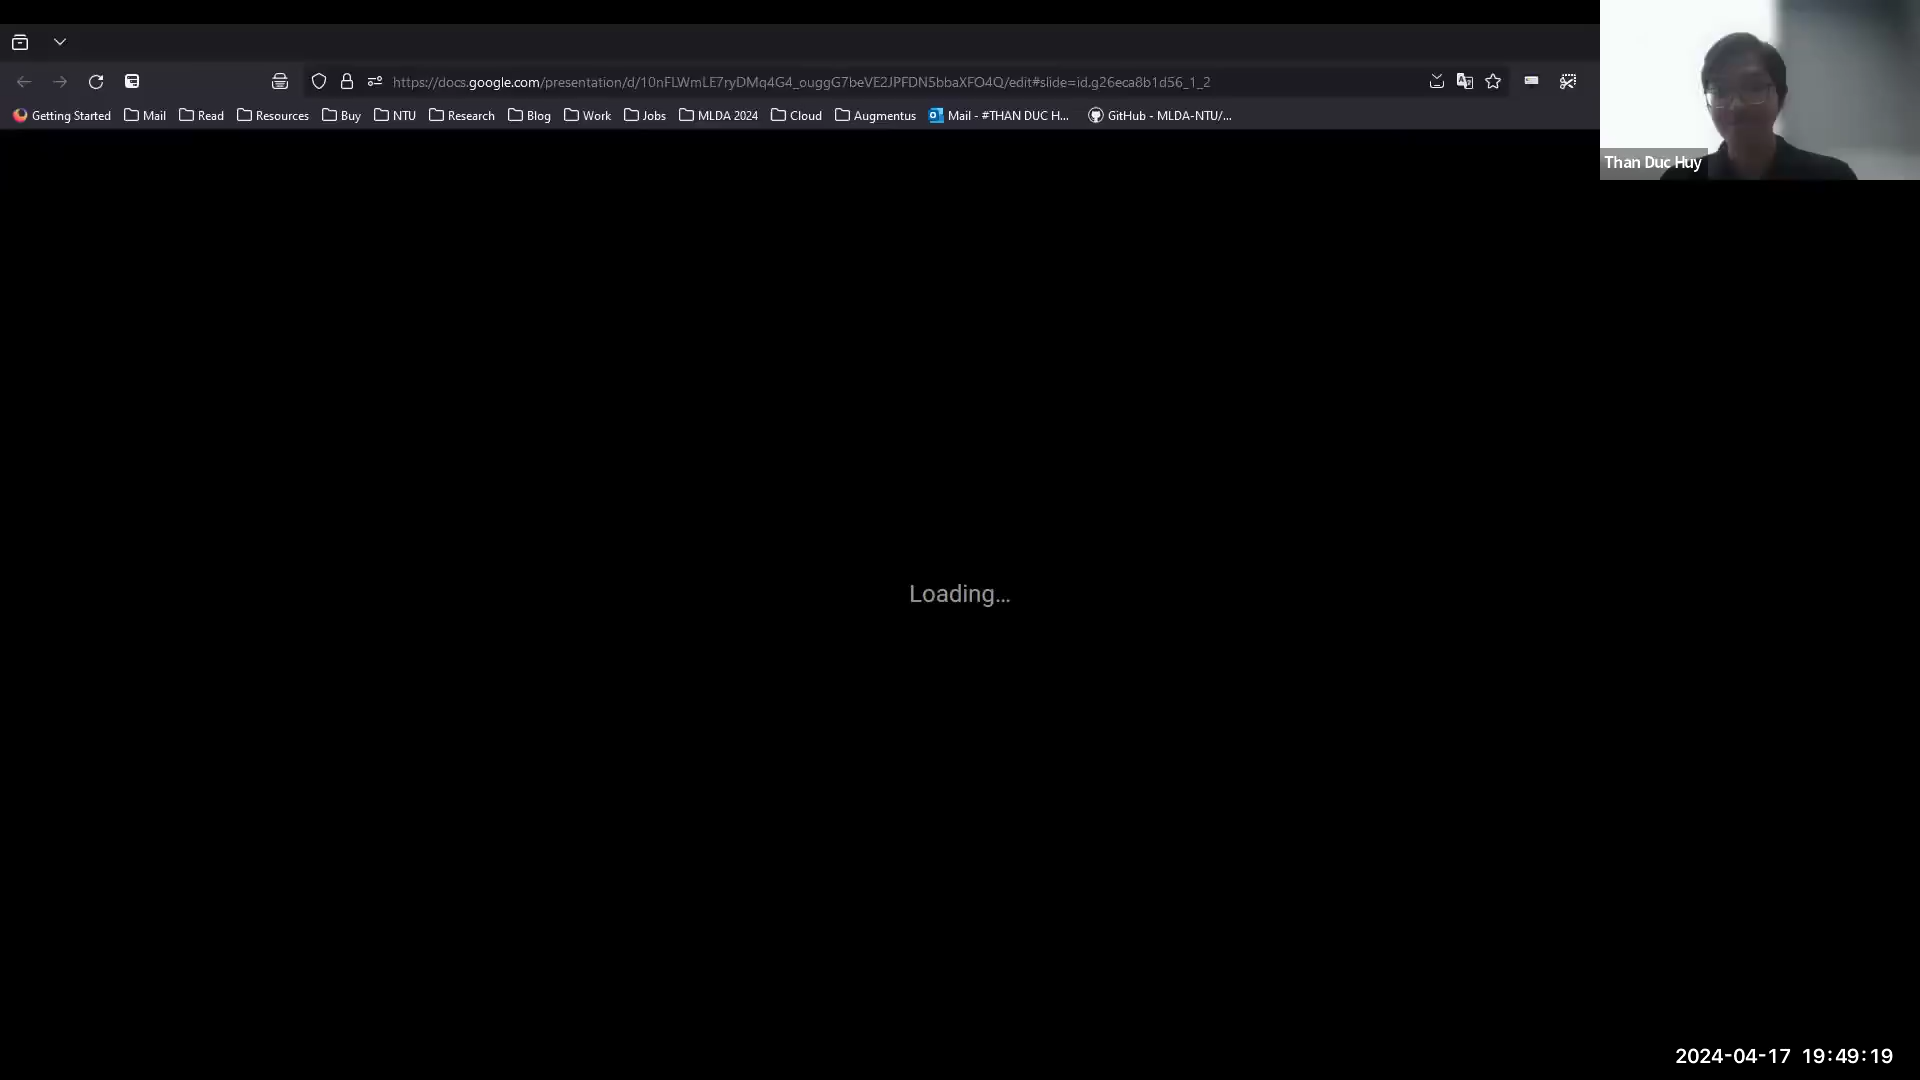 https://docs.google.com/presentation/d/10nFLWmLE7ryDMq4G4_ouggG7beVE2JPFDN5bbaXFO4Q/edit#slide=id.g26eca8b1d56_1_2
Getting Started Mail Read Resources Buy NTU Research Blog Work Jobs MLDA 2024 Cloud Augmentus Mail - #THAN DUC H... GitHub - MLDA-NTU/...
Than Duc Huy
Loading...
2024-04-17 19:49:19